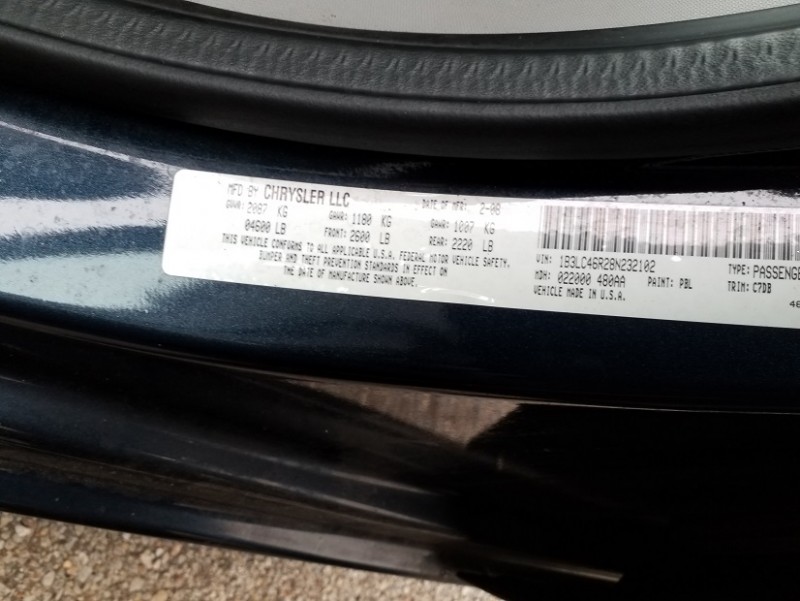 MFD BY CHRYSLER LLC DATE OF MFR. 2-08
GVWR: 2087 KG GAWR: 1180 KG GAWR: 1007 KG
04600 LB FRONT: 2600 LB REAR: 2220 LB
THIS VEHICLE CONFORMS TO ALL APPLICABLE U.S.A. FEDERAL MOTOR VEHICLE SAFETY,
BUMPER AND THEFT PREVENTION STANDARDS IN EFFECT ON
THE DATE OF MANUFACTURE SHOWN ABOVE.
VIN: 1B3LC46R28N232102 TYPE: PASSENGE
MDH: 022000 480AA PAINT: PBL TRIM: C7DB
VEHICLE MADE IN U.S.A.